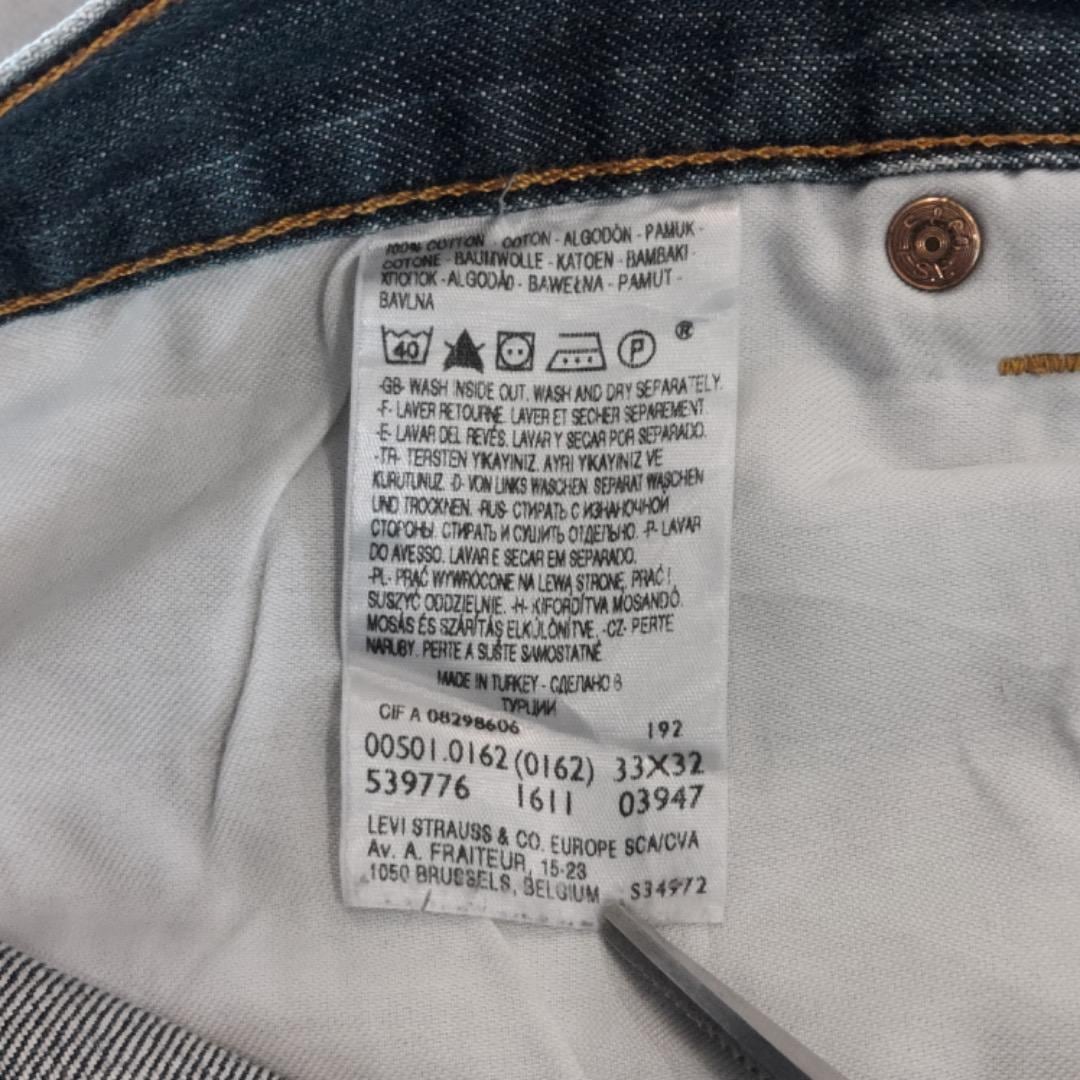 100% COTTON - COTON - ALGODÓN - PAMUK -
COTONE - BAUMWOLLE - KATOEN - BAMBAKI -
ХЛОПОК - ALGODÃO - BAWEŁNA - PAMUT -
BAVLNA
40 P ®
-GB- WASH INSIDE OUT. WASH AND DRY SEPARATELY.
-F- LAVER RETOURNE. LAVER ET SECHER SEPAREMENT.
-E- LAVAR DEL REVÉS. LAVAR Y SECAR POR SEPARADO.
-TR- TERSTEN YIKAYINIZ. AYRI YIKAYINIZ VE
KURUTUNUZ. -D- VON LINKS WASCHEN. SEPARAT WASCHEN
UND TROCKNEN. -RUS- СТИРАТЬ С ИЗНАНОЧНОЙ
СТОРОНЫ. СТИРАТЬ И СУШИТЬ ОТДЕЛЬНО. -P- LAVAR
DO AVESSO. LAVAR E SECAR EM SEPARADO.
-PL- PRAĆ WYWRÓCONE NA LEWĄ STRONĘ, PRAĆ I
SUSZYĆ ODDZIELNIE. -H- KIFORDÍTVA MOSANDÓ.
MOSÁS ÉS SZÁRÍTÁS ELKÜLÖNÍTVE. -CZ- PERTE
NARUBY. PERTE A SUŠTE SAMOSTATNĚ
MADE IN TURKEY - СДЕЛАНО В
ТУРЦИИ
CIF A 08298606 192
00501.0162 (0162) 33X32
539776 1611 03947
LEVI STRAUSS & CO. EUROPE SCA/CVA
Av. A. FRAITEUR, 15-23
1050 BRUSSELS, BELGIUM S34972